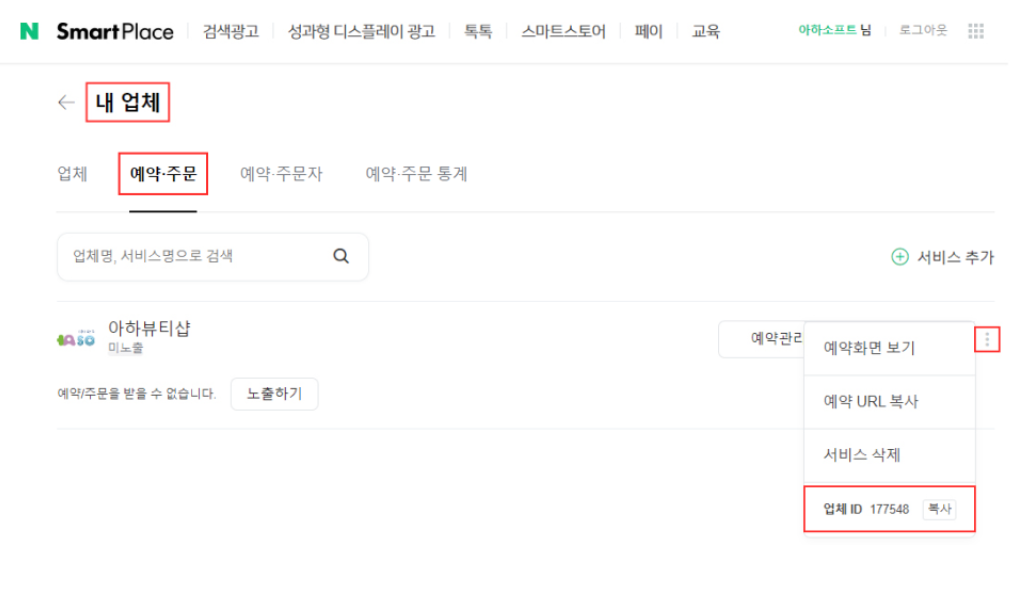 N SmartPlace 검색광고 성과형 디스플레이 광고 톡톡 스마트스토어 페이 교육 아하소프트 님 로그아웃
내 업체
업체 예약·주문 예약·주문자 예약·주문 통계
업체명, 서비스명으로 검색 서비스 추가
아하뷰티샵
미노출
예약관리
예약/주문을 받을 수 없습니다. 노출하기
예약화면 보기
예약 URL 복사
서비스 삭제
업체 ID 177548 복사